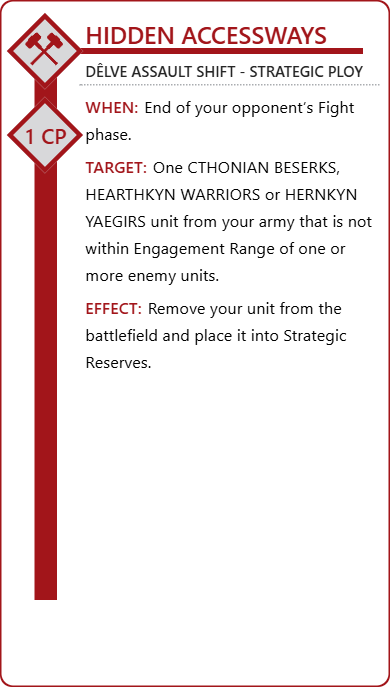 HIDDEN ACCESSWAYS
DÊLVE ASSAULT SHIFT - STRATEGIC PLOY
1 CP
WHEN: End of your opponent’s Fight
phase.
TARGET: One CTHONIAN BESERKS,
HEARTHKYN WARRIORS or HERNKYN
YAEGIRS unit from your army that is not
within Engagement Range of one or
more enemy units.
EFFECT: Remove your unit from the
battlefield and place it into Strategic
Reserves.